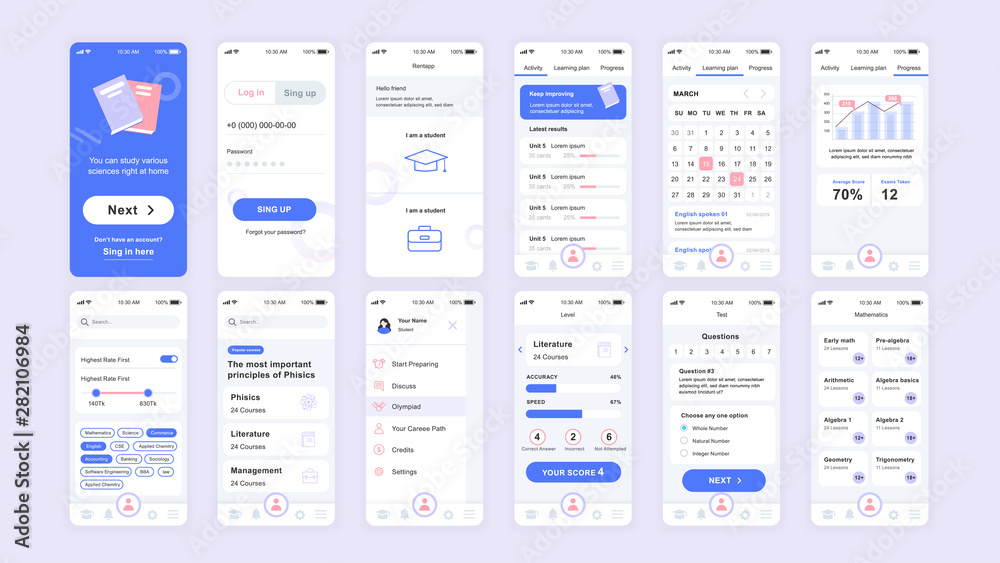 10:30 AM 100%
You can study various
sciences right at home
Next
Don't have an account?
Sing in here
10:30 AM 100%
Log in Sing up
+0 (000) 000-00-00
Password
SING UP
Forgot your password?
10:30 AM 100%
Rentapp
Hello friend
Lorem ipsum dolor sit amet,
consectetuer adipiscing elit
I am a student
I am a student
10:30 AM 100%
Activity Learning plan Progress
Keep improving
Lorem ipsum dolor sit amet,
consectetuer adipiscing
Latest results
Unit 5 Lorem ipsum
35 cards 25%
Unit 5 Lorem ipsum
35 cards 25%
Unit 5 Lorem ipsum
35 cards 25%
10:30 AM 100%
Activity Learning plan Progress
MARCH
SU MO TU WE TH FR SA
30 31 1 2 3 4 5
6 7 8 9 10 11 12
13 14 15 16 17 18 19
20 21 22 23 24 25 26
27 28 29 30 31 1 2
English spoken 01 02/09/2019
Lorem ipsum dolor sit amet,
consectetuer adipiscing elit
English spok 02/09/2019
10:30 AM 100%
Activity Learning plan Progress
310 390
Lorem ipsum dolor sit amet,
consectetuer adipiscing elit,
sed diam nonummy nibh
Average Score Exams Taken
70% 12
10:30 AM 100%
Search...
Highest Rate First
Highest Rate First
140Tk 830Tk
Mathematica Science Commerce
English CSE Applied Chemitry
Accounting Banking Sociology
Software Engineering BBA law
Applied Chemitry
10:30 AM 100%
Search...
Popular courses
The most important
principles of Phisics
Phisics
24 Courses
Literature
24 Courses
Management
24 Courses
10:30 AM 100%
Your Name
Student
Start Preparing
Discuss
Olympiad
Your Careee Path
Credits
Settings
10:30 AM 100%
Level
Literature
24 Courses
ACCURACY 46%
SPEED 67%
4 2 6
Correct Answer Incorrect Not Attempted
YOUR SCORE 4
10:30 AM 100%
Test
Questions
1 2 3 4 5 6 7
Question #3
Lorem ipsum dolor sit amet,
consectetuer adipiscing elit,
sed diam nonummy nibh
euismod tincidunt ut?
Choose any one option
Whole Number
Natural Number
Integer Number
NEXT
10:30 AM 100%
Mathematics
Early math Pre-algebra
24 Lessons 11 Lessons
12+ 18+
Arithmetic Algebra basics
24 Lessons 11 Lessons
12+ 18+
Algebra 1 Algebra 2
24 Lessons 11 Lessons
12+ 18+
Geometry Trigonometry
24 Lessons 11 Lessons
12+ 18+
Adobe Stock | #282106984
Adobe Stock